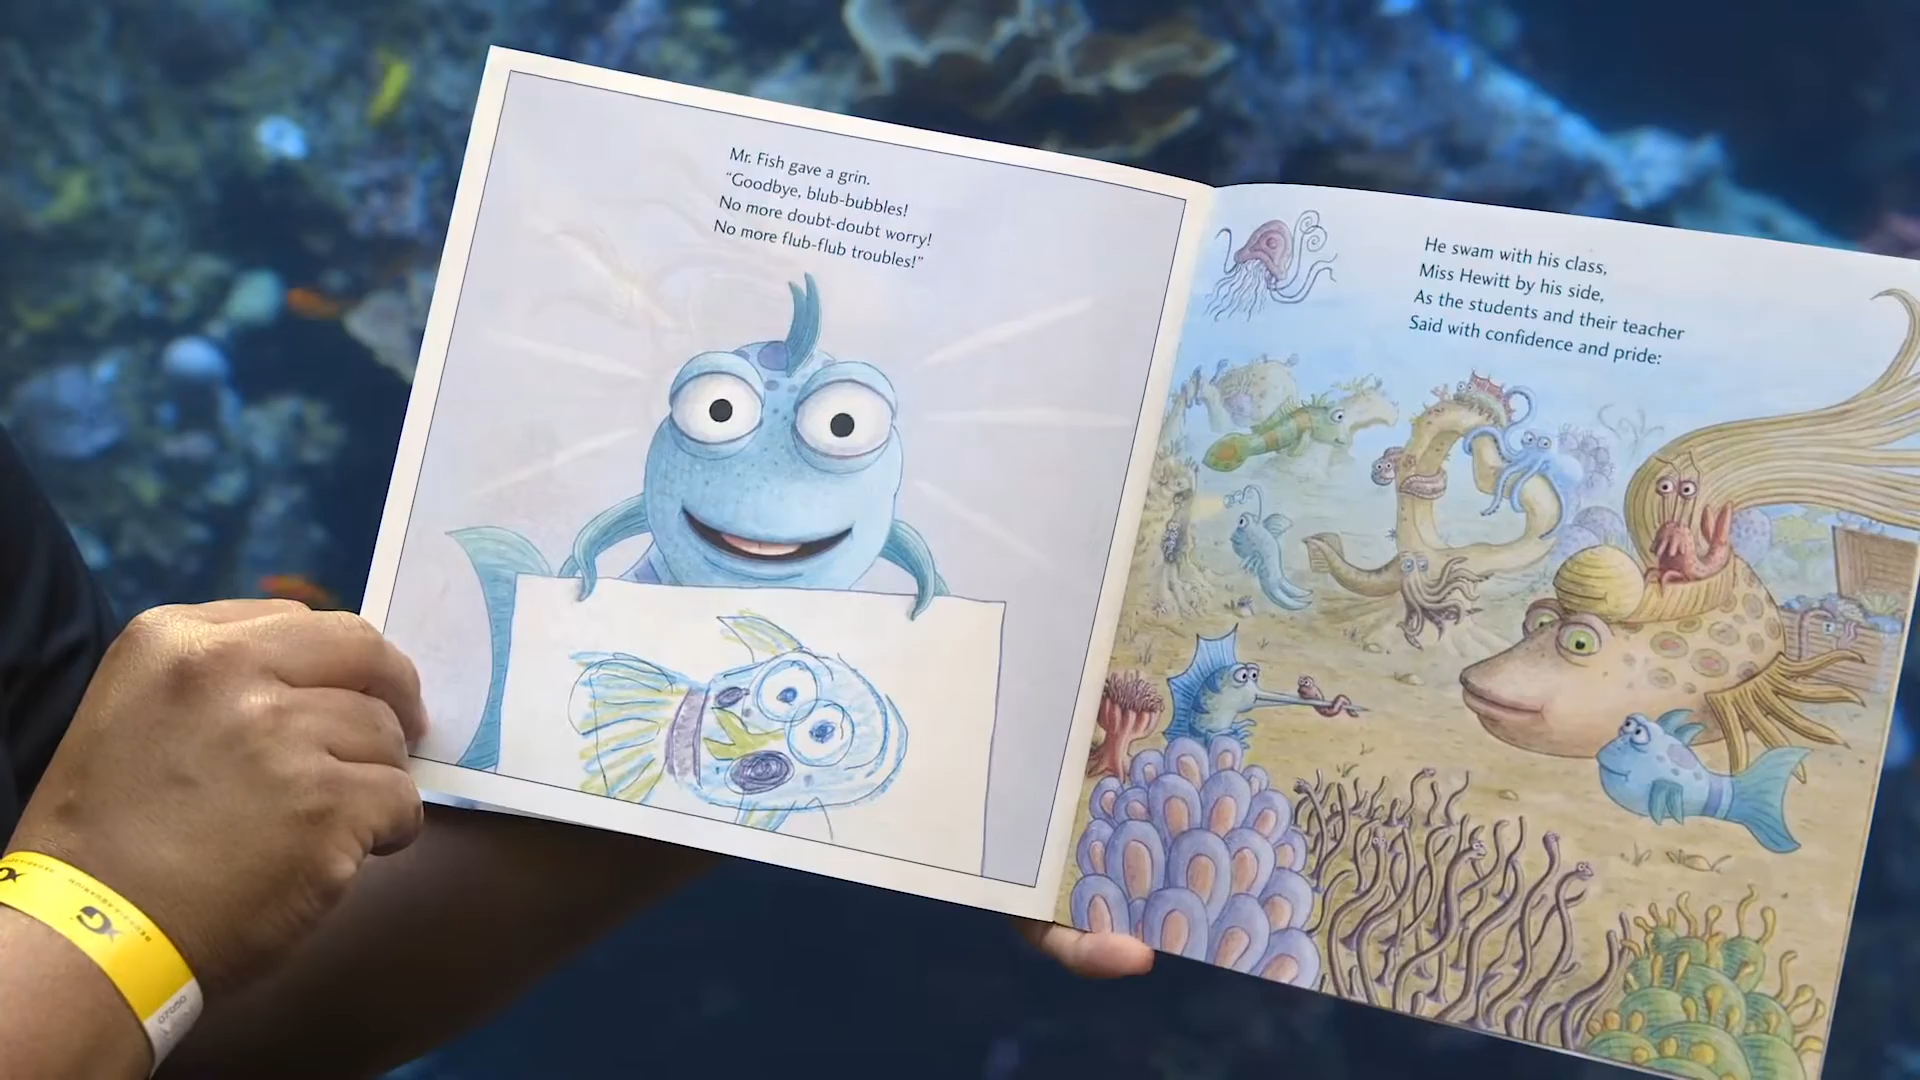 Mr. Fish gave a grin.
“Goodbye, blub-bubbles!
No more doubt-doubt worry!
No more flub-flub troubles!”
He swam with his class,
Miss Hewitt by his side,
As the students and their teacher
Said with confidence and pride: